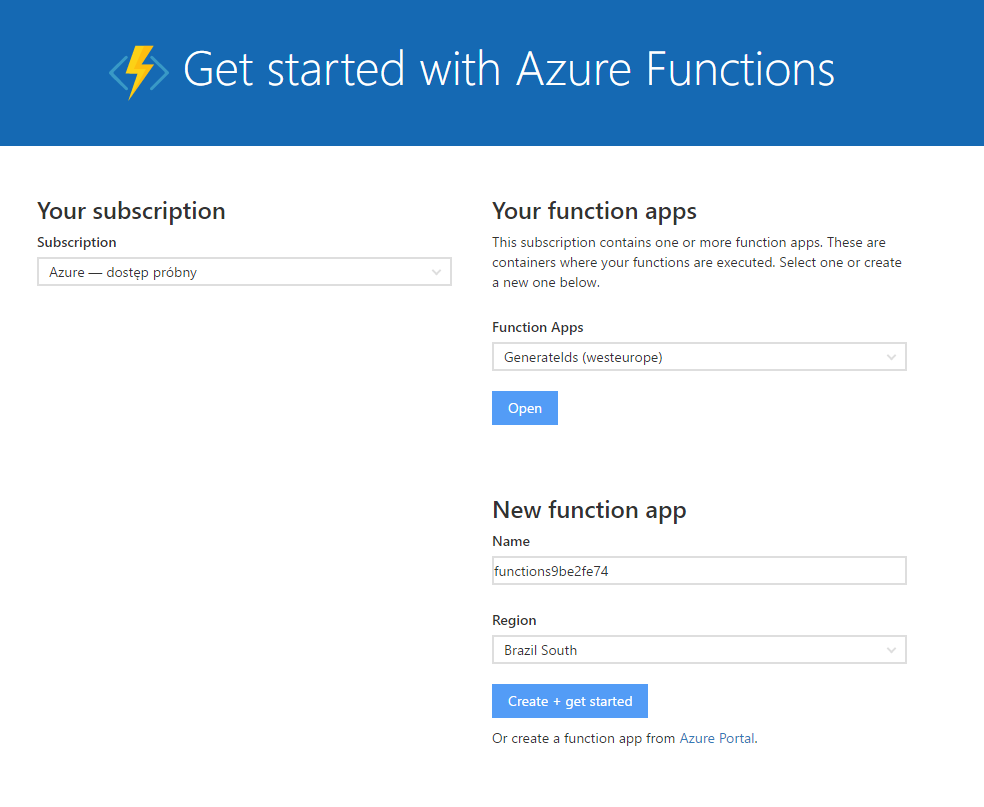 Get started with Azure Functions
Your subscription
Subscription
Azure — dostęp próbny
Your function apps
This subscription contains one or more function apps. These are
containers where your functions are executed. Select one or create
a new one below.
Function Apps
GenerateIds (westeurope)
Open
New function app
Name
functions9be2fe74
Region
Brazil South
Create + get started
Or create a function app from Azure Portal.